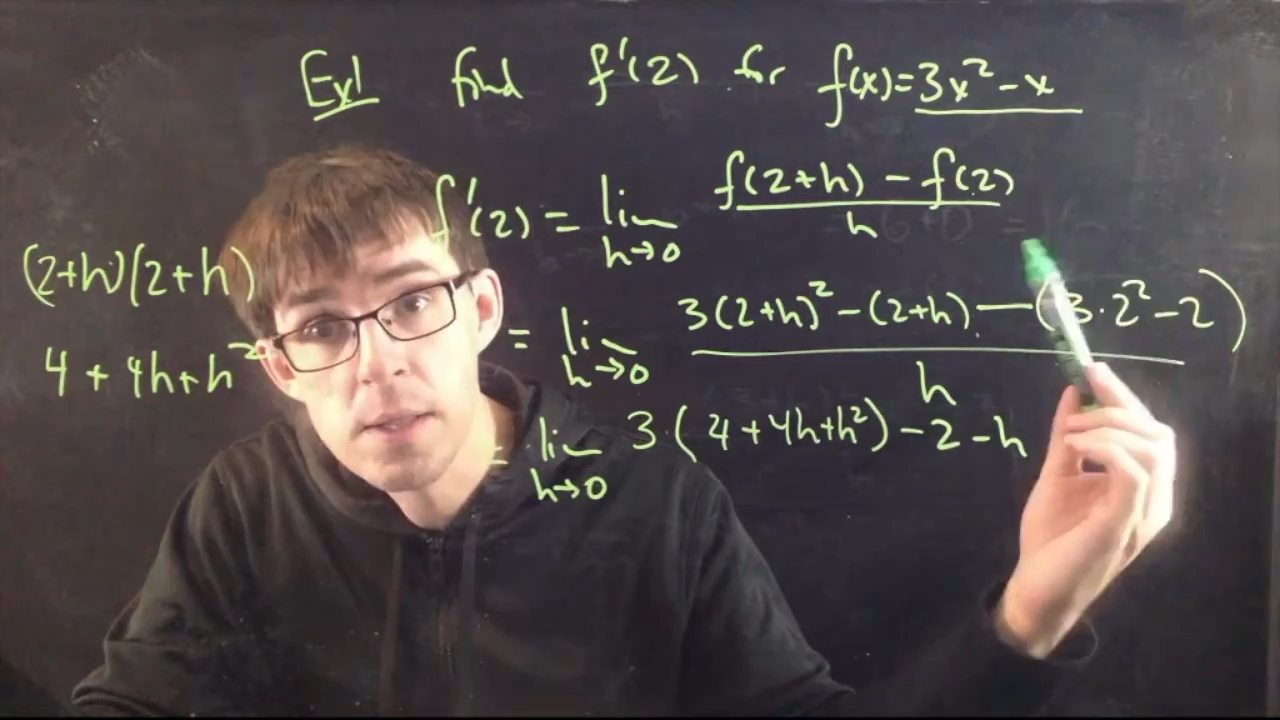 Ex1 find f'(2) for f(x)=3x² - x
f'(2) = lim h→0 f(2+h) - f(2) / h
(2+h)(2+h)
4 + 4h+h²
= lim h→0 3(2+h)² - (2+h) - (3·2² - 2) / h
= lim h→0 3·(4+4h+h²) - 2 - h